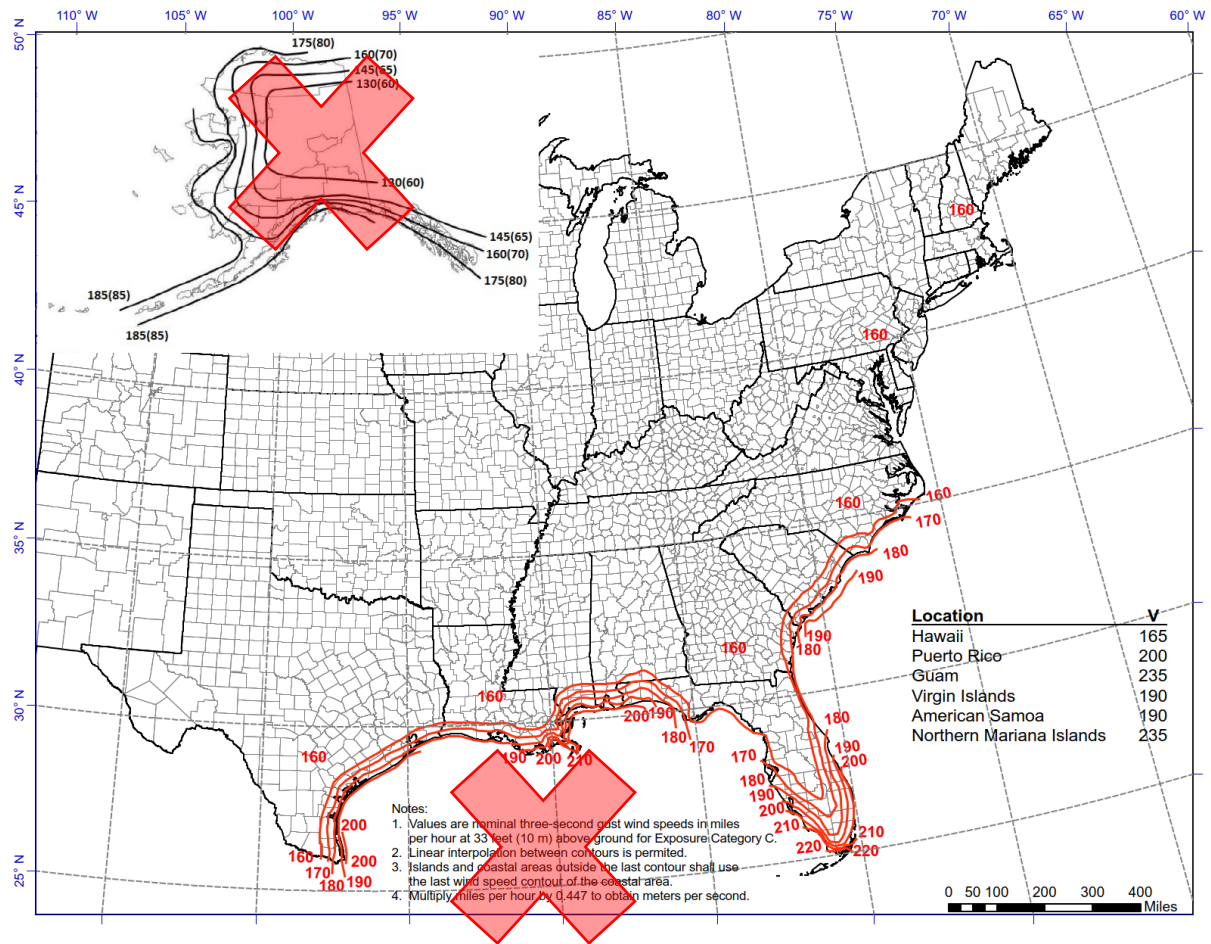 110° W 105° W 100° W 95° W 90° W 85° W 80° W 75° W 70° W 65° W 60° W
50° N
45° N
40° N
35° N
30° N
25° N
175(80)
160(70)
145(65)
130(60)
130(60)
145(65)
160(70)
175(80)
185(85)
185(85)
160
160
160
160
170
180
190
190
180
160
160
160
200
190
180
170
190
200
210
180
190
200
170
180
190
200
210
220
210
220
200
160
170
180
190
200
Location V
Hawaii 165
Puerto Rico 200
Guam 235
Virgin Islands 190
American Samoa 190
Northern Mariana Islands 235
Notes:
1. Values are nominal three-second gust wind speeds in miles
per hour at 33 feet (10 m) above ground for Exposure Category C.
2. Linear interpolation between contours is permited.
3. Islands and coastal areas outside the last contour shall use
the last wind speed contour of the coastal area.
4. Multiply miles per hour by 0.447 to obtain meters per second.
0 50 100 200 300 400
Miles